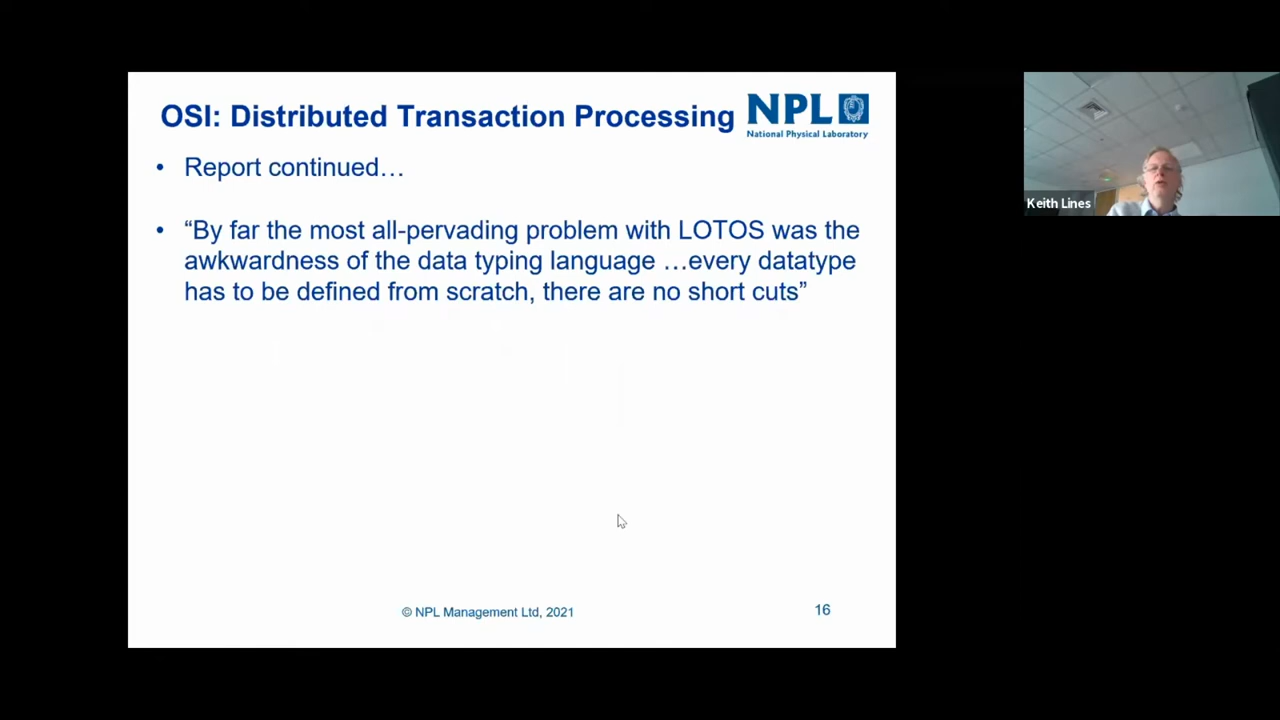 OSI: Distributed Transaction Processing
NPL
National Physical Laboratory
• Report continued…
• “By far the most all-pervading problem with LOTOS was the
awkwardness of the data typing language …every datatype
has to be defined from scratch, there are no short cuts”
© NPL Management Ltd, 2021
16
Keith Lines